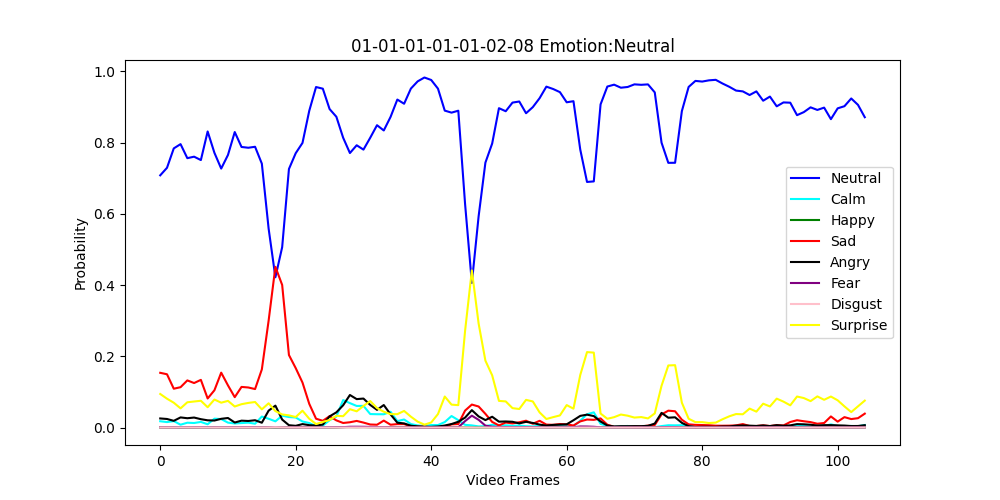 01-01-01-01-01-02-08 Emotion:Neutral
1.0
0.8
0.6
0.4
0.2
0.0
Probability
0 20 40 60 80 100
Video Frames
Neutral
Calm
Happy
Sad
Angry
Fear
Disgust
Surprise